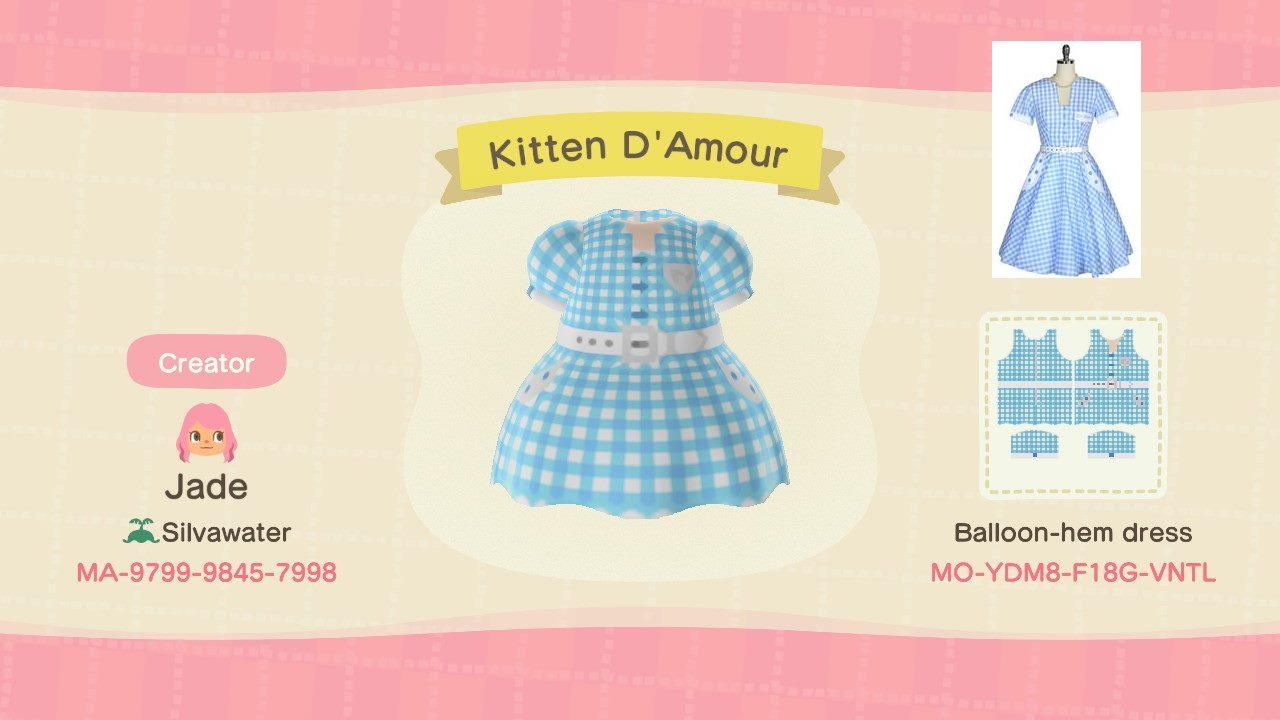 Kitten D'Amour
Creator
Jade
Silvawater
MA-9799-9845-7998
Balloon-hem dress
MO-YDM8-F18G-VNTL